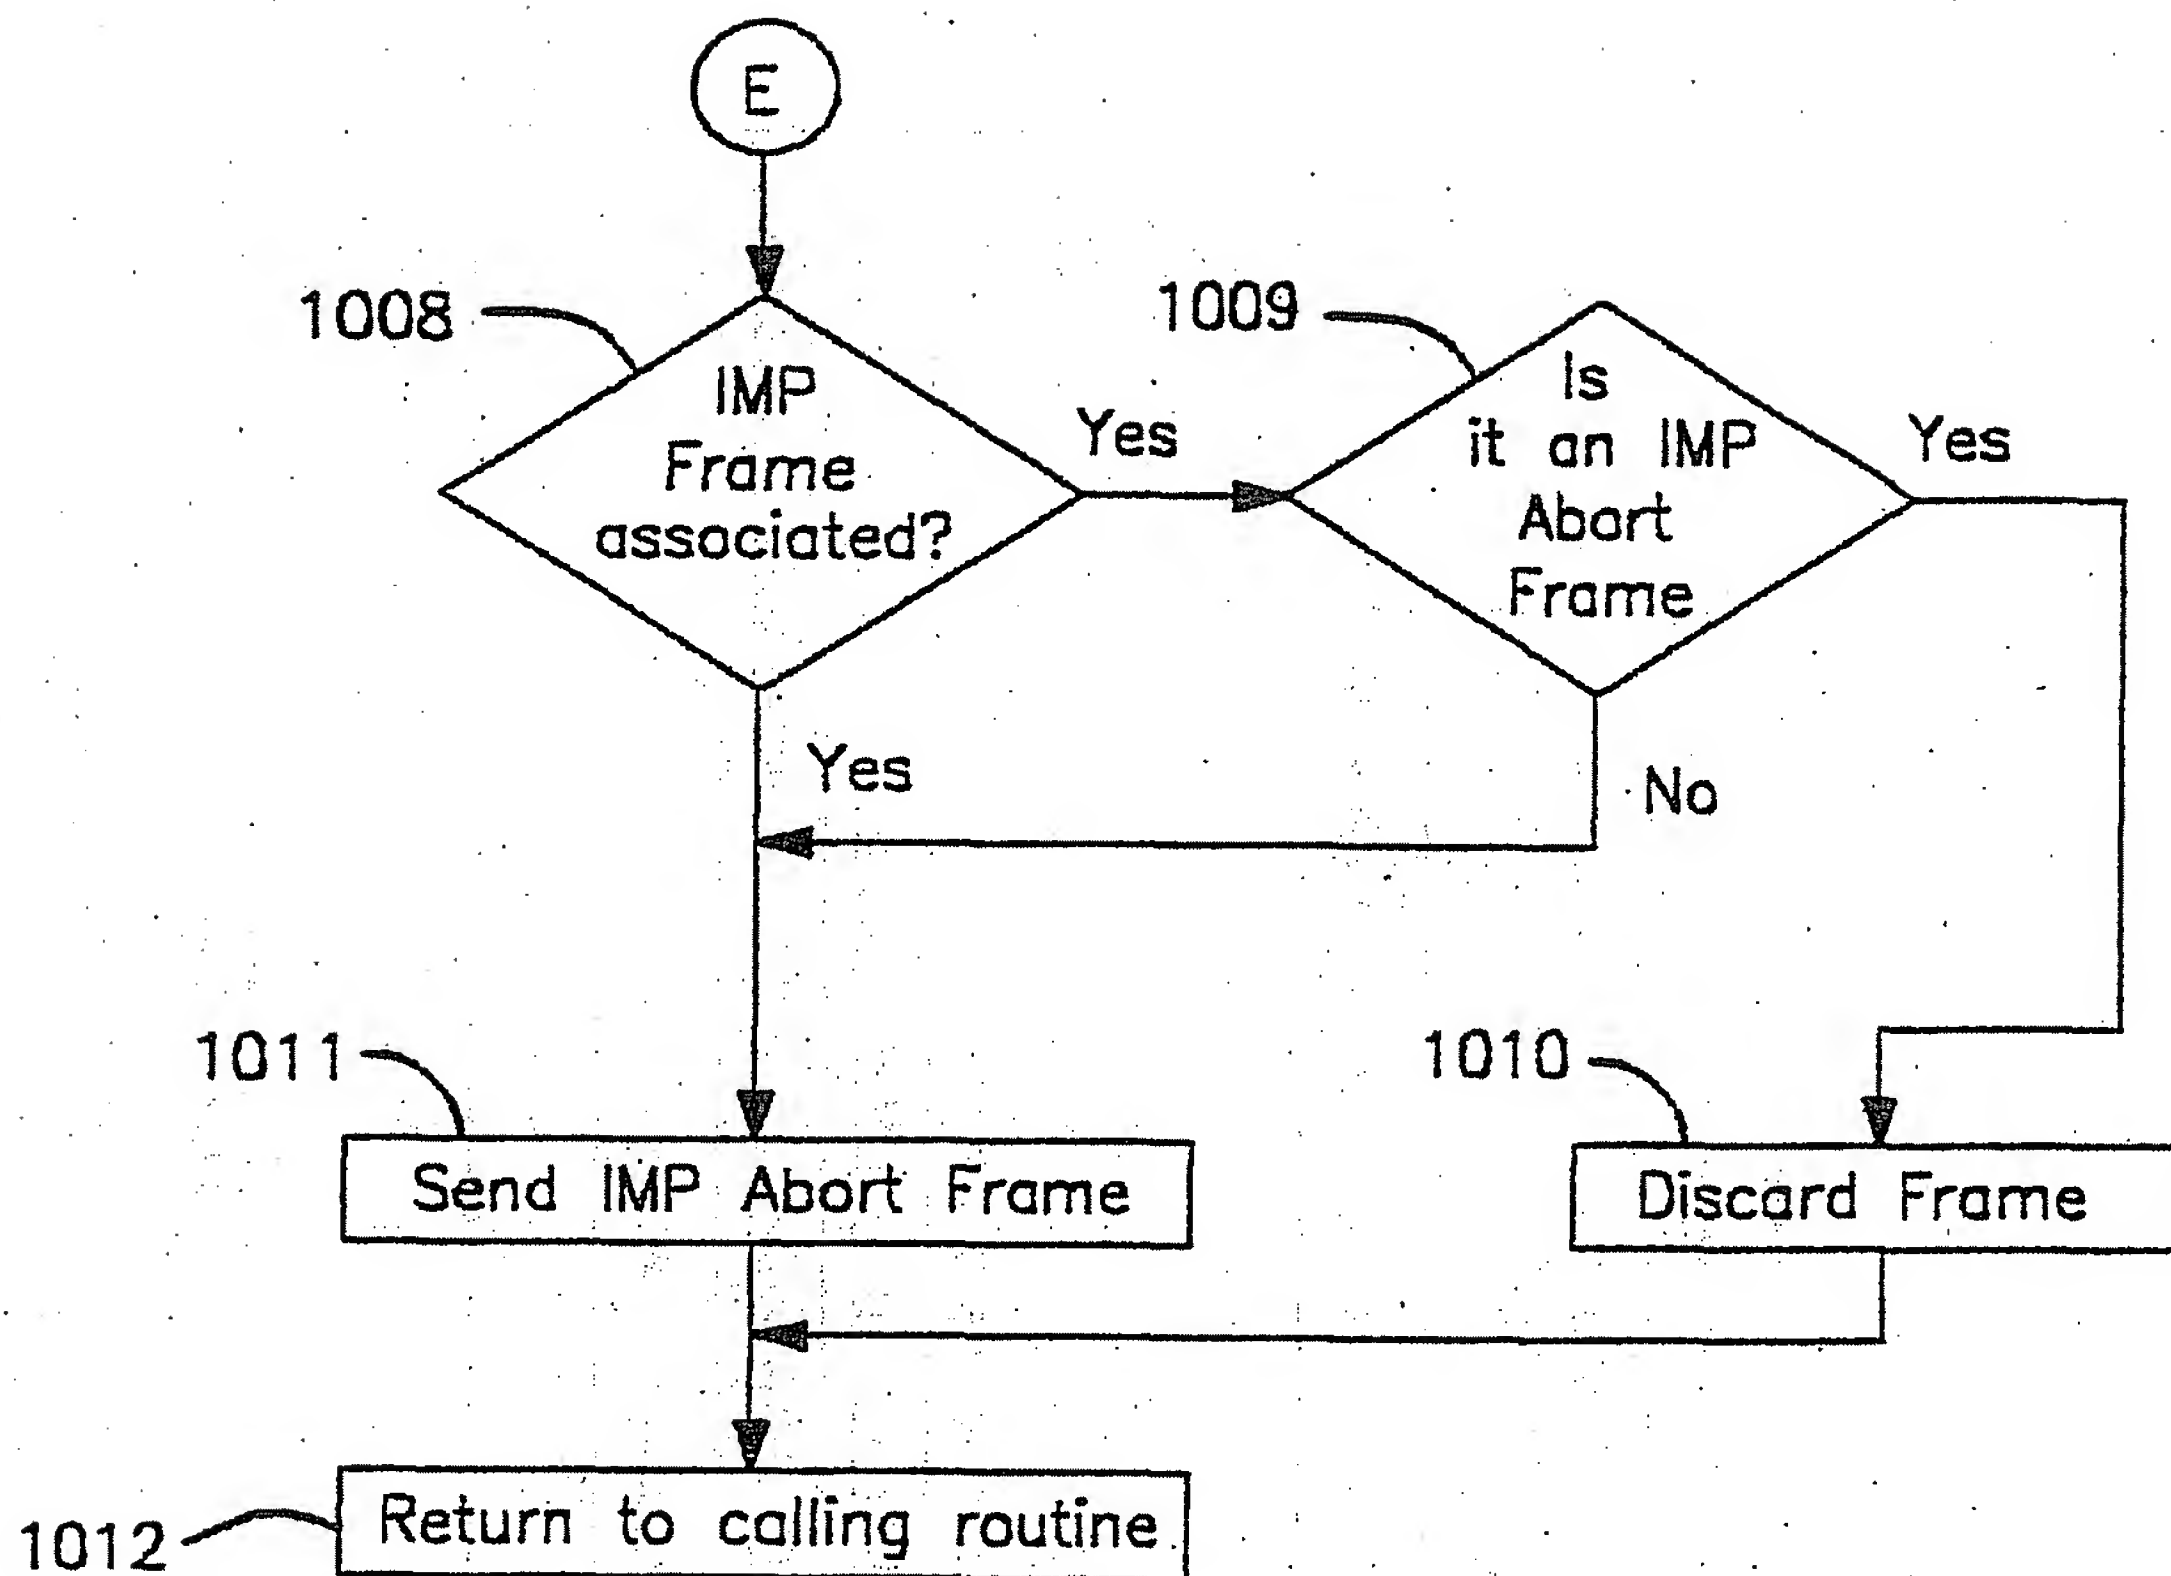 E
1008
IMP
Frame
associated?
Yes
1009
Is
it an IMP
Abort
Frame
Yes
Yes
No
1011
Send IMP Abort Frame
1010
Discard Frame
1012
Return to calling routine